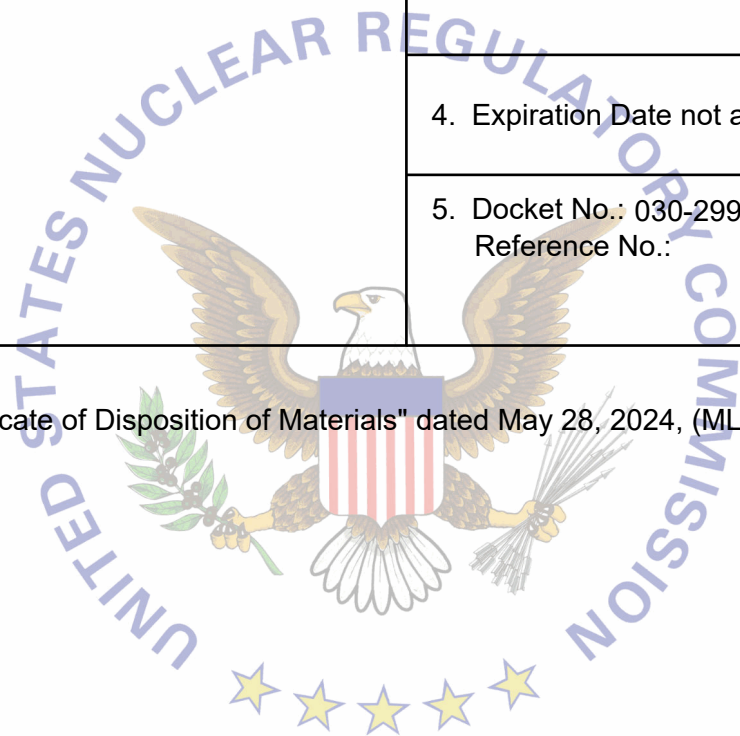 UNITED STATES NUCLEAR REGULATORY COMMISSION
4. Expiration Date not a
5. Docket No.: 030-299
Reference No.:
cate of Disposition of Materials" dated May 28, 2024, (ML